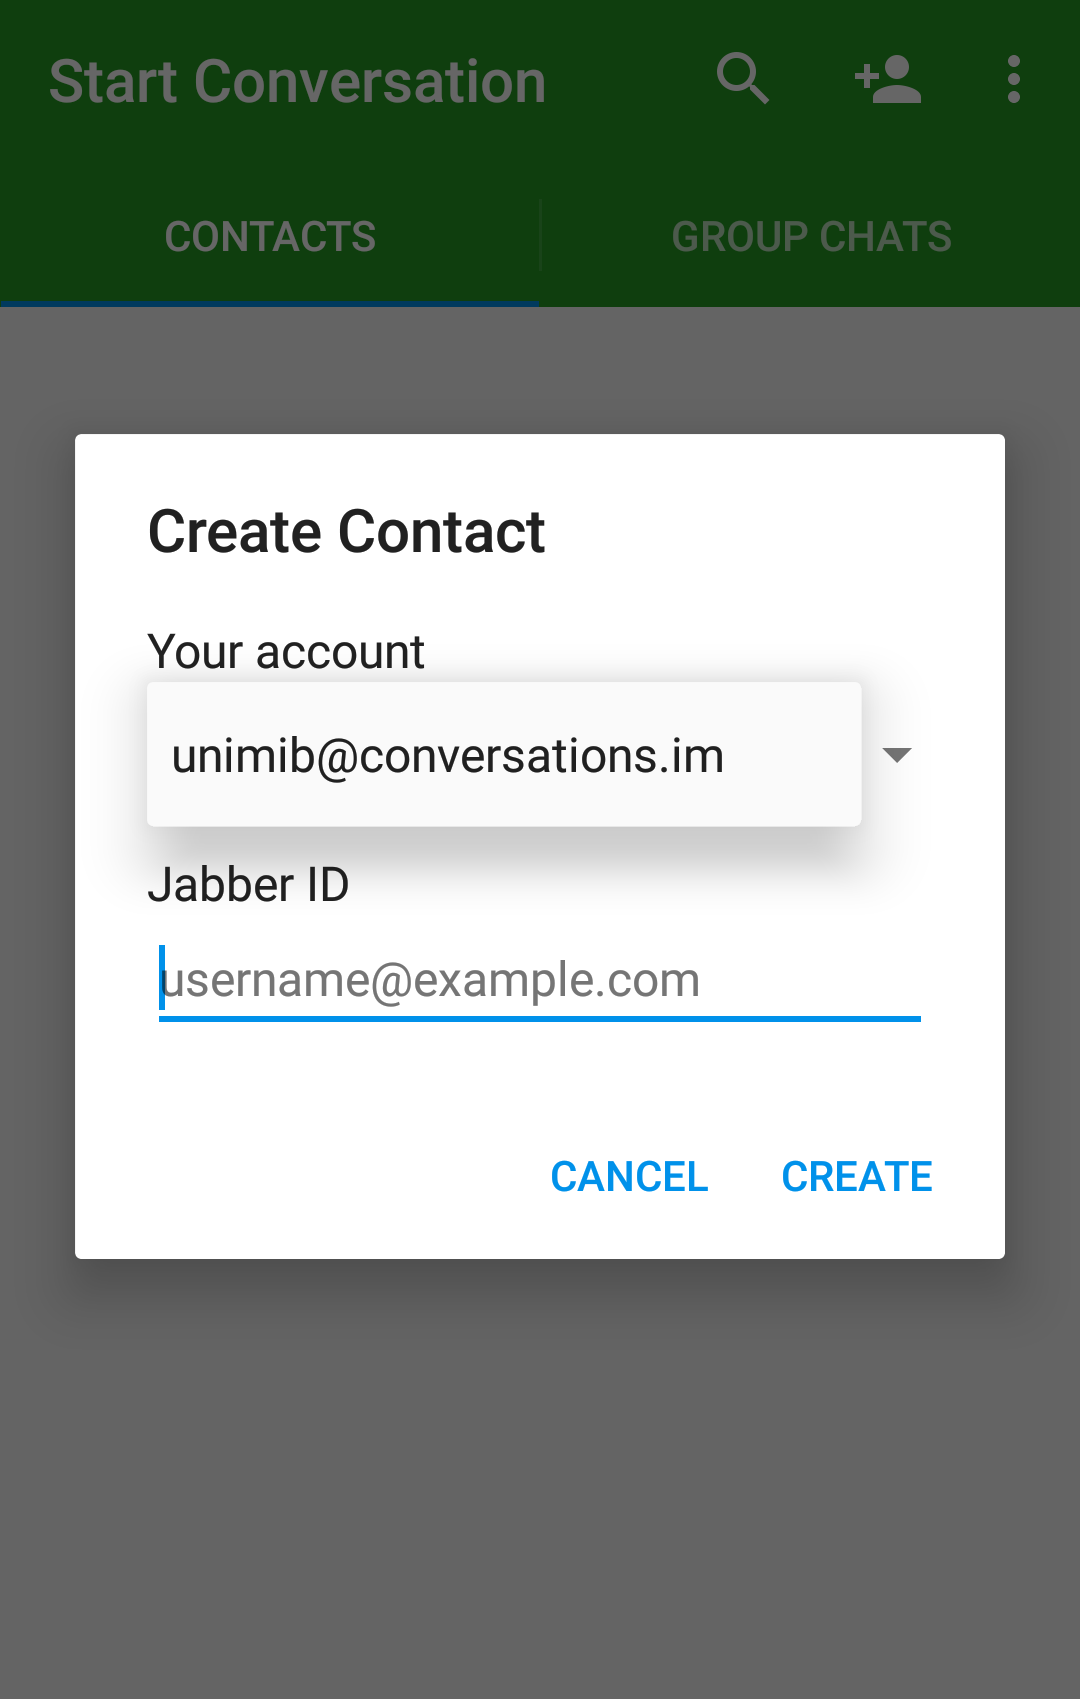 Start Conversation
CONTACTS
GROUP CHATS
Create Contact
Your account
unimib@conversations.im
Jabber ID
username@example.com
CANCEL
CREATE